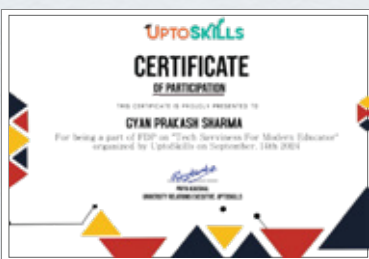 UPTOSKILLS
CERTIFICATE
OF PARTICIPATION
THIS CERTIFICATE IS PROUDLY PRESENTED TO
GYAN PRAKASH SHARMA
For being a part of FDP on "Tech Serviness For Modern Educator"
organized by UptoSkills on September, 14th 2024
UNIVERSITY RELATIONS EXECUTIVE, UPTOSKILLS